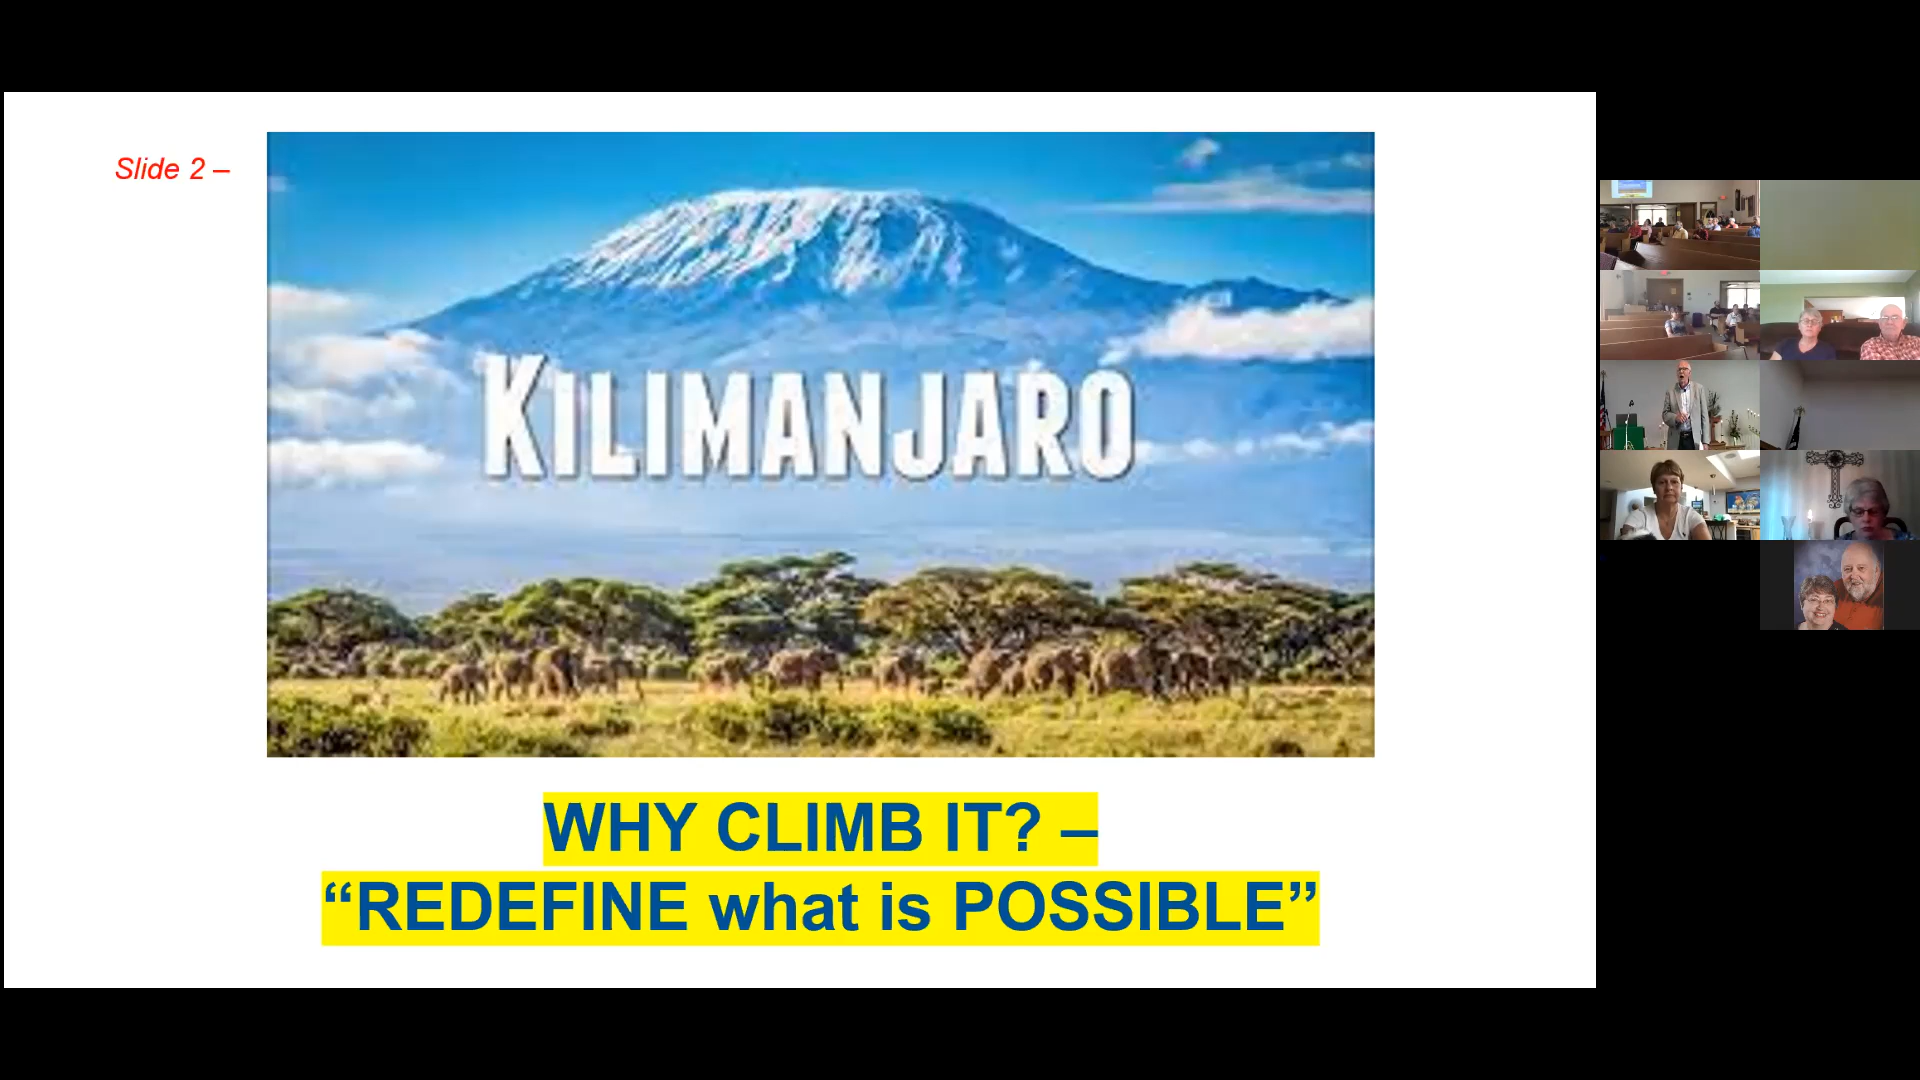 Slide 2 –
KILIMANJARO
WHY CLIMB IT? –
“REDEFINE what is POSSIBLE”